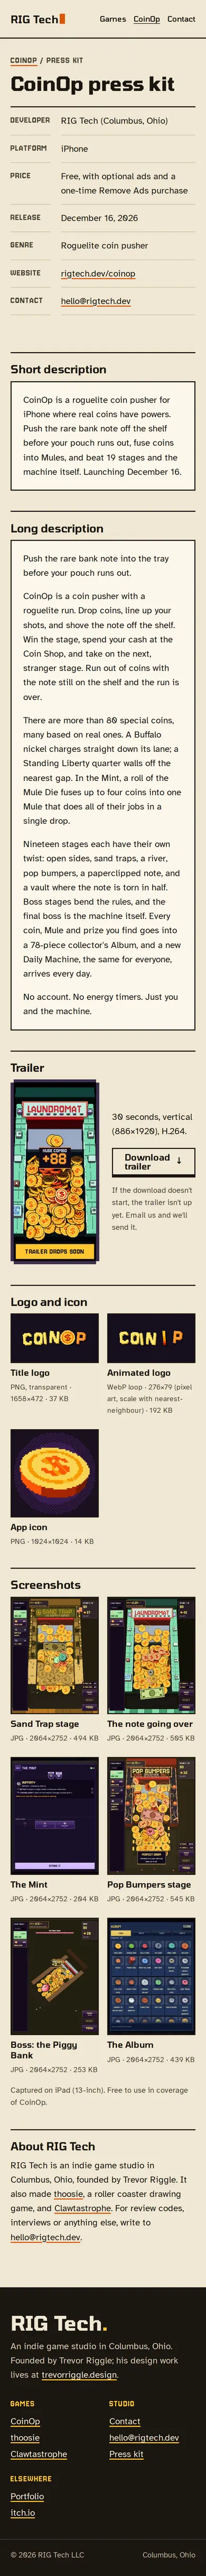 RIG Tech
Games CoinOp Contact
COINOP / PRESS KIT
CoinOp press kit
DEVELOPER RIG Tech (Columbus, Ohio)
PLATFORM iPhone
PRICE Free, with optional ads and a
one-time Remove Ads purchase
RELEASE December 16, 2026
GENRE Roguelite coin pusher
WEBSITE rigtech.dev/coinop
CONTACT hello@rigtech.dev
Short description
CoinOp is a roguelite coin pusher for
iPhone where real coins have powers.
Push the rare bank note off the shelf
before your pouch runs out, fuse coins
into Mules, and beat 19 stages and the
machine itself. Launching December 16.
Long description
Push the rare bank note into the tray
before your pouch runs out.
CoinOp is a coin pusher with a
roguelite run. Drop coins, line up your
shots, and shove the note off the shelf.
Win the stage, spend your cash at the
Coin Shop, and take on the next,
stranger stage. Run out of coins with
the note still on the shelf and the run is
over.
There are more than 80 special coins,
many based on real ones. A Buffalo
nickel charges straight down its lane; a
Standing Liberty quarter walls off the
nearest gap. In the Mint, a roll of the
Mule Die fuses up to four coins into one
Mule that does all of their jobs in a
single drop.
Nineteen stages each have their own
twist: open sides, sand traps, a river,
pop bumpers, a paperclipped note, and
a vault where the note is torn in half.
Boss stages bend the rules, and the
final boss is the machine itself. Every
coin, Mule and prize you find goes into
a 78-piece collector's Album, and a new
Daily Machine, the same for everyone,
arrives every day.
No account. No energy timers. Just you
and the machine.
Trailer
LAUNDROMAT
HUGE COMBO
+88
TRAILER DROPS SOON
30 seconds, vertical
(886×1920), H.264.
Download
trailer ↓
If the download doesn't
start, the trailer isn't up
yet. Email us and we'll
send it.
Logo and icon
COINOP
COIN I P
Title logo
PNG, transparent ·
1658×472 · 37 KB
Animated logo
WebP loop · 276×79 (pixel
art, scale with nearest-
neighbour) · 192 KB
App icon
PNG · 1024×1024 · 14 KB
Screenshots
SAND TRAP
LAUNDROMAT
Sand Trap stage
JPG · 2064×2752 · 494 KB
The note going over
JPG · 2064×2752 · 505 KB
THE MINT
POP BUMPERS
The Mint
JPG · 2064×2752 · 204 KB
Pop Bumpers stage
JPG · 2064×2752 · 545 KB
Boss: the Piggy
Bank
JPG · 2064×2752 · 253 KB
The Album
JPG · 2064×2752 · 439 KB
Captured on iPad (13-inch). Free to use in coverage
of CoinOp.
About RIG Tech
RIG Tech is an indie game studio in
Columbus, Ohio, founded by Trevor Riggle. It
also made thoosie, a roller coaster drawing
game, and Clawtastrophe. For review codes,
interviews or anything else, write to
hello@rigtech.dev.
RIG Tech.
An indie game studio in Columbus, Ohio.
Founded by Trevor Riggle; his design work
lives at trevorriggle.design.
GAMES
CoinOp
thoosie
Clawtastrophe
STUDIO
Contact
hello@rigtech.dev
Press kit
ELSEWHERE
Portfolio
itch.io
© 2026 RIG Tech LLC
Columbus, Ohio